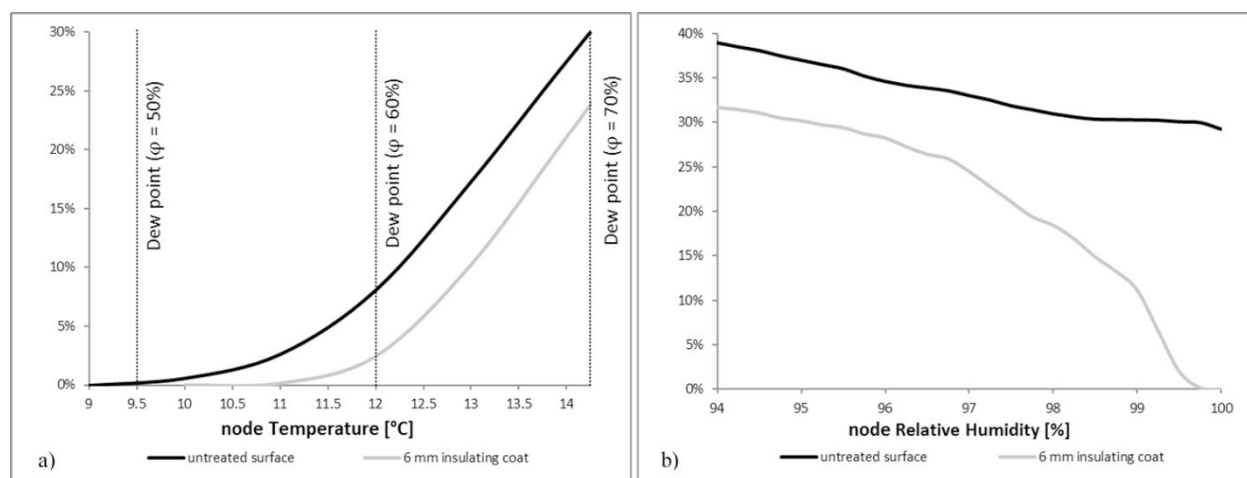 30%
25%
20%
15%
10%
5%
0%
Dew point (φ = 50%)
Dew point (φ = 60%)
Dew point (φ = 70%)
9 9.5 10 10.5 11 11.5 12 12.5 13 13.5 14
node Temperature [°C]
a)
untreated surface
6 mm insulating coat
40%
35%
30%
25%
20%
15%
10%
5%
0%
94 95 96 97 98 99 100
node Relative Humidity [%]
b)
untreated surface
6 mm insulating coat